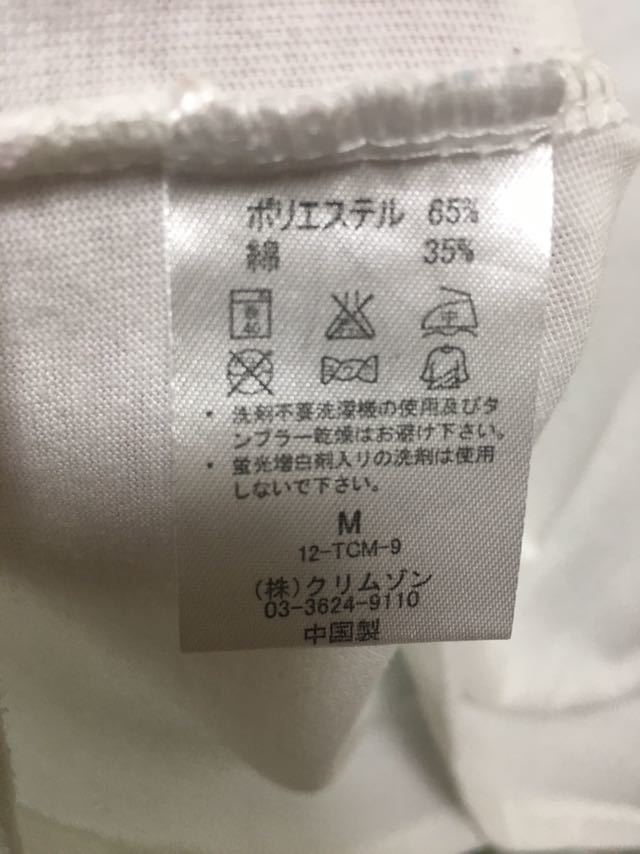 ポリエステル 65%
綿 35%
弱
40
中
・洗剤不要洗濯機の使用及びタ
ンブラー乾燥はお避け下さい。
・蛍光増白剤入りの洗剤は使用
しないで下さい。
M
12-TCM-9
(株)クリムゾン
03-3624-9110
中国製